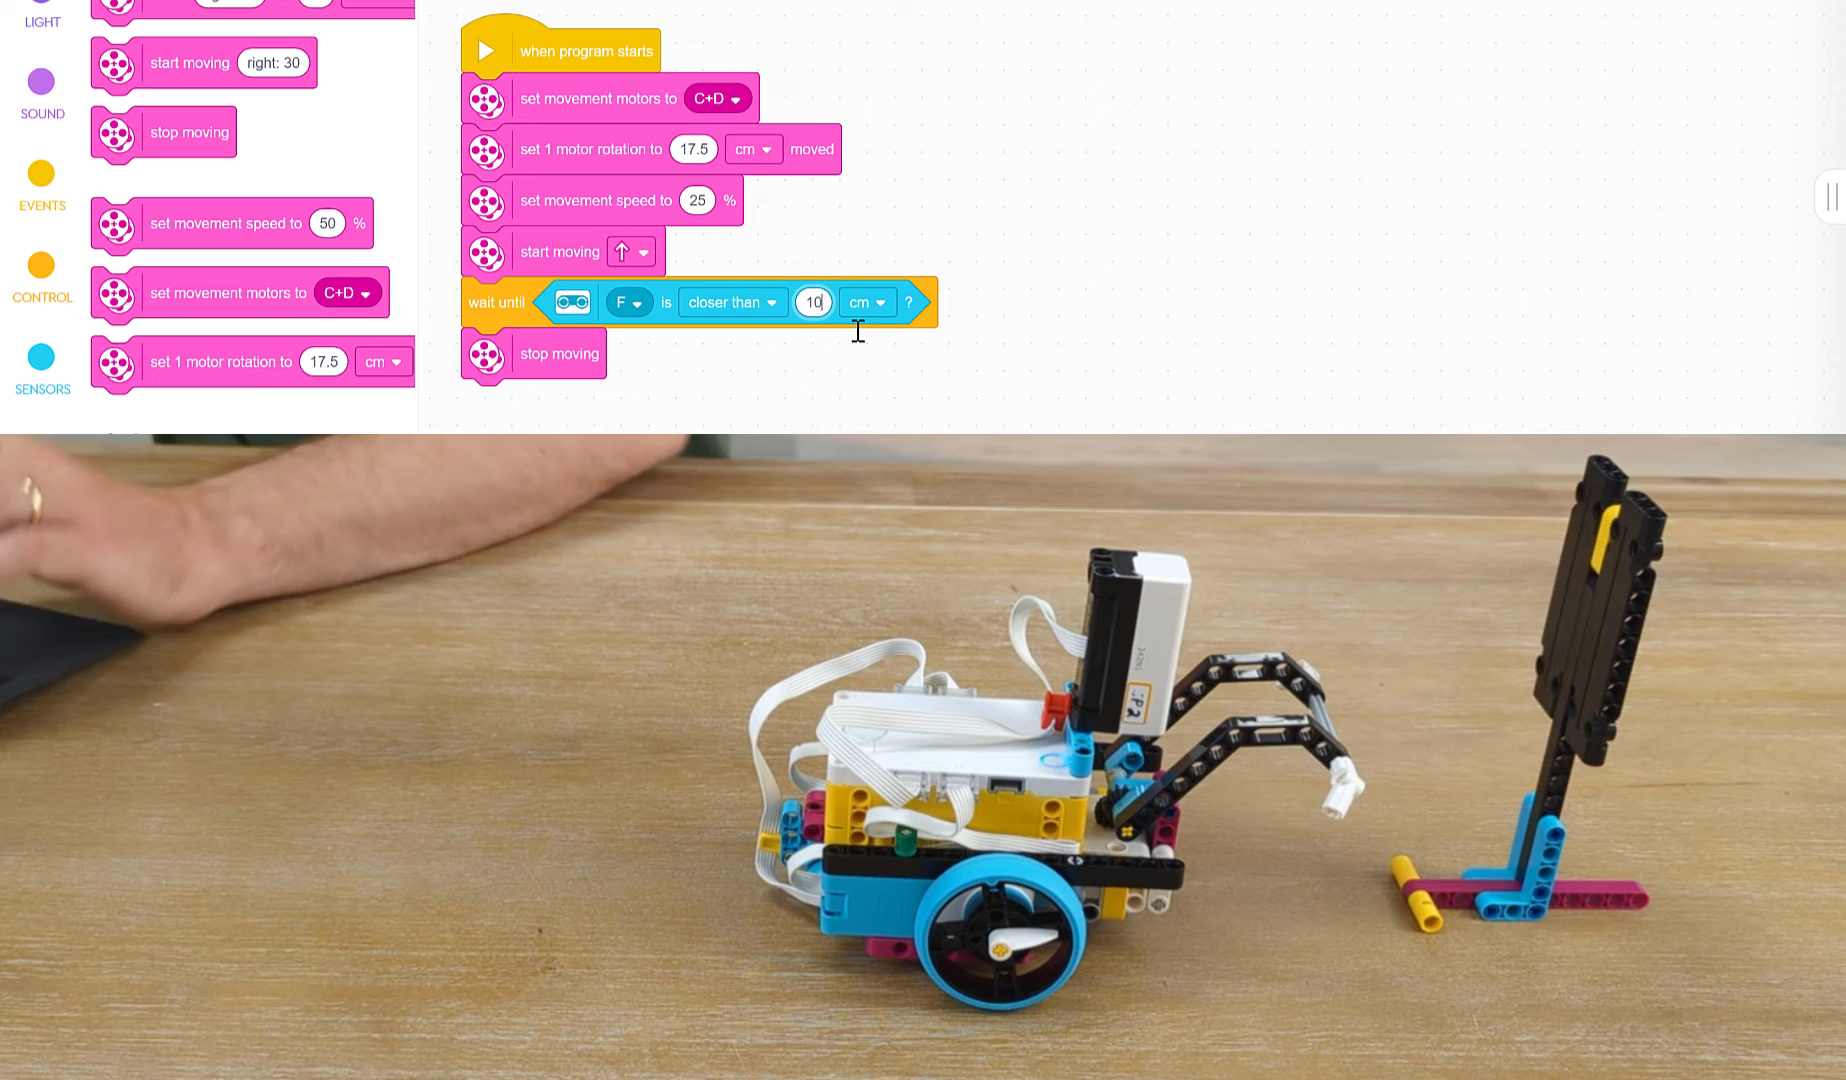 LIGHT
start moving right: 30
SOUND
stop moving
EVENTS
set movement speed to 50 %
CONTROL
set movement motors to C+D
SENSORS
set 1 motor rotation to 17.5 cm
when program starts
set movement motors to C+D
set 1 motor rotation to 17.5 cm moved
set movement speed to 25 %
start moving
wait until F is closer than 10 cm ?
stop moving